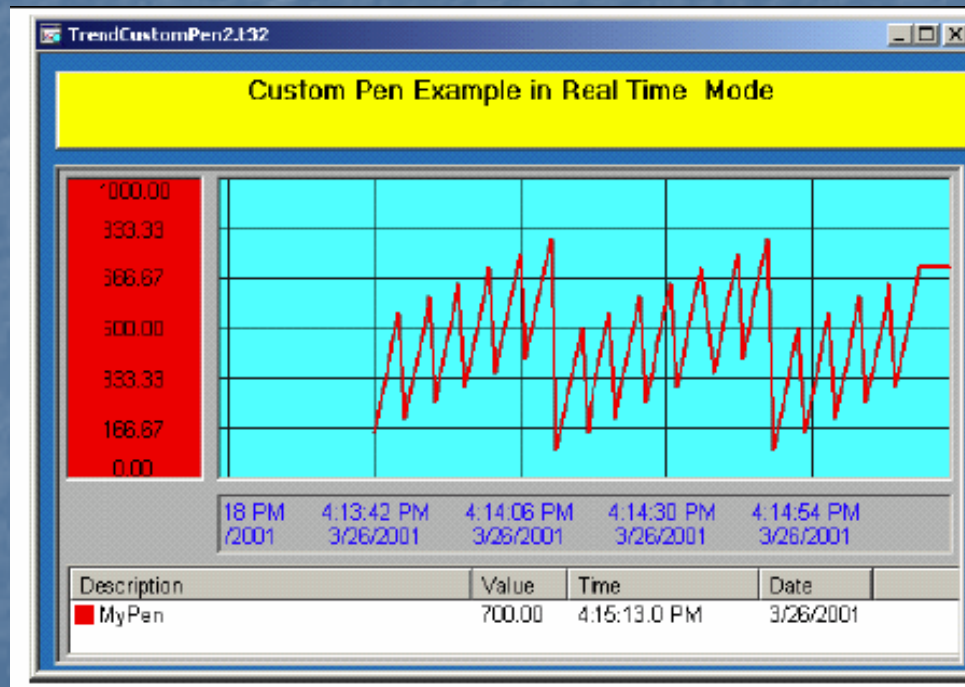 TrendCustomPen2.t32
Custom Pen Example in Real Time Mode
1000.00
833.33
666.67
500.00
333.33
166.67
0.00
18 PM 4:13:42 PM 4:14:06 PM 4:14:30 PM 4:14:54 PM
/2001 3/26/2001 3/26/2001 3/26/2001 3/26/2001
Description Value Time Date
MyPen 700.00 4:15:13.0 PM 3/26/2001